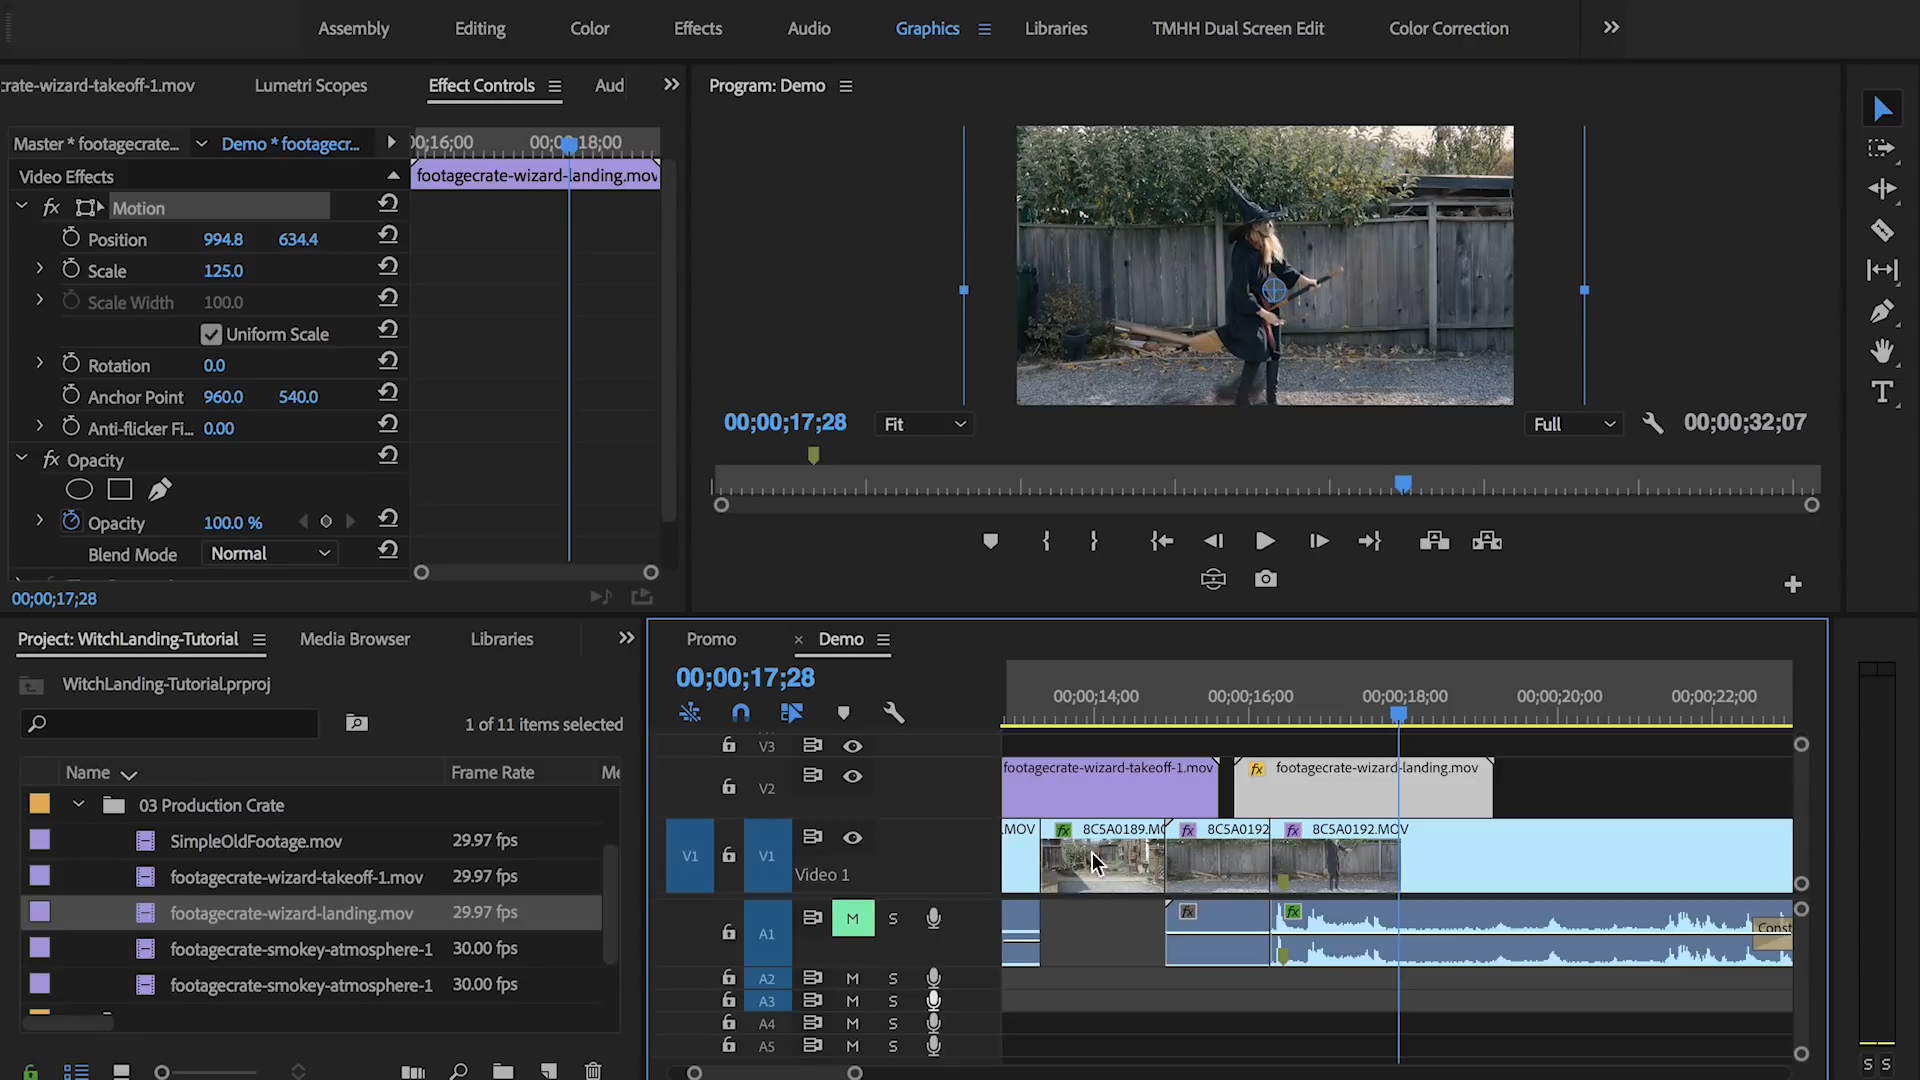 Assembly Editing Color Effects Audio Graphics Libraries TMHH Dual Screen Edit Color Correction
crate-wizard-takeoff-1.mov Lumetri Scopes Effect Controls Aud
Program: Demo
Master * footagecrate... Demo * footagecr...
00;16;00 00;00;18;00
Video Effects
footagecrate-wizard-landing.mov
fx Motion
Position 994.8 634.4
Scale 125.0
Scale Width 100.0
Uniform Scale
Rotation 0.0
Anchor Point 960.0 540.0
Anti-flicker Fi... 0.00
fx Opacity
Opacity 100.0 %
Blend Mode Normal
00;00;17;28
00;00;17;28 Fit Full 00;00;32;07
Project: WitchLanding-Tutorial Media Browser Libraries
WitchLanding-Tutorial.prproj
1 of 11 items selected
Name Frame Rate Me
03 Production Crate
SimpleOldFootage.mov 29.97 fps
footagecrate-wizard-takeoff-1.mov 29.97 fps
footagecrate-wizard-landing.mov 29.97 fps
footagecrate-smokey-atmosphere-1 30.00 fps
footagecrate-smokey-atmosphere-1 30.00 fps
Promo × Demo
00;00;17;28
00;00;14;00 00;00;16;00 00;00;18;00 00;00;20;00 00;00;22;00
V3
V2
footagecrate-wizard-takeoff-1.mov fx footagecrate-wizard-landing.mov
V1 V1 Video 1
.MOV fx 8C5A0189.MO fx 8C5A0192 fx 8C5A0192.MOV
A1 M S
fx fx Const
A2 M S
A3 M S
A4 M S
A5 M S
S S